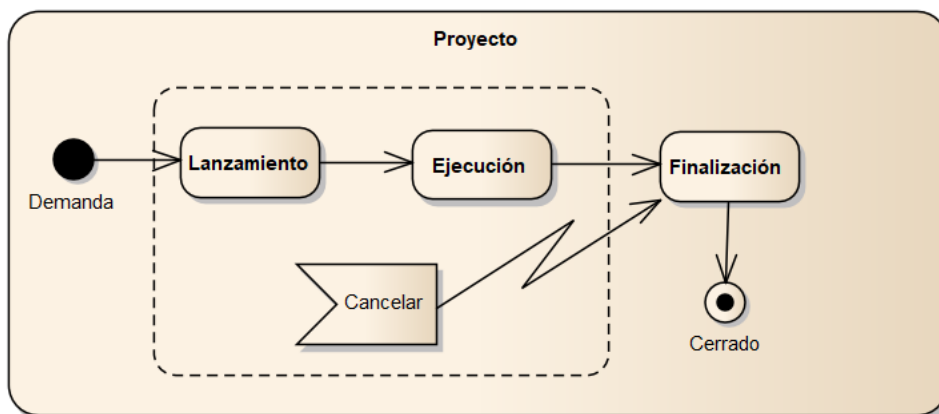 Proyecto
Lanzamiento
Ejecución
Finalización
Demanda
Cancelar
Cerrado